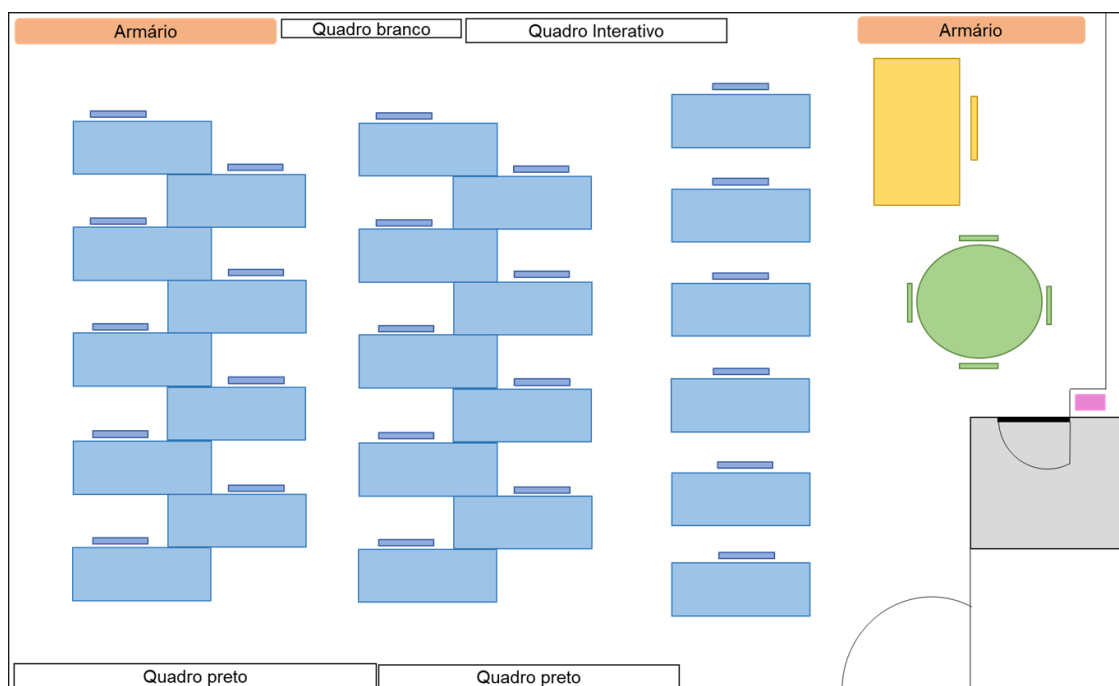 Armário
Quadro branco
Quadro Interativo
Armário
Quadro preto
Quadro preto